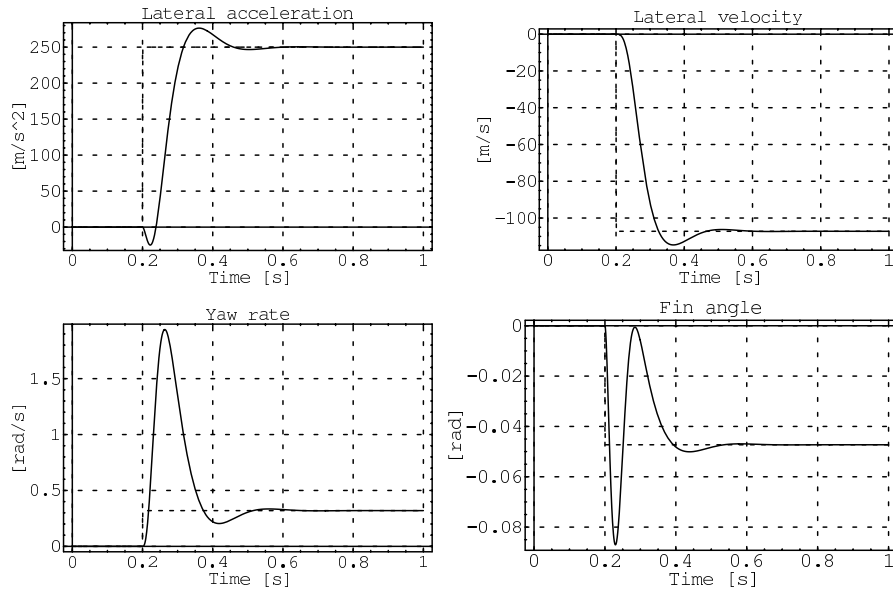 Lateral acceleration
250
200
150
100
50
0
[m/s^2]
0 0.2 0.4 0.6 0.8 1
Time [s]
Lateral velocity
0
-20
-40
-60
-80
-100
[m/s]
0 0.2 0.4 0.6 0.8 1
Time [s]
Yaw rate
1.5
1
0.5
0
[rad/s]
0 0.2 0.4 0.6 0.8 1
Time [s]
Fin angle
0
-0.02
-0.04
-0.06
-0.08
[rad]
0 0.2 0.4 0.6 0.8 1
Time [s]